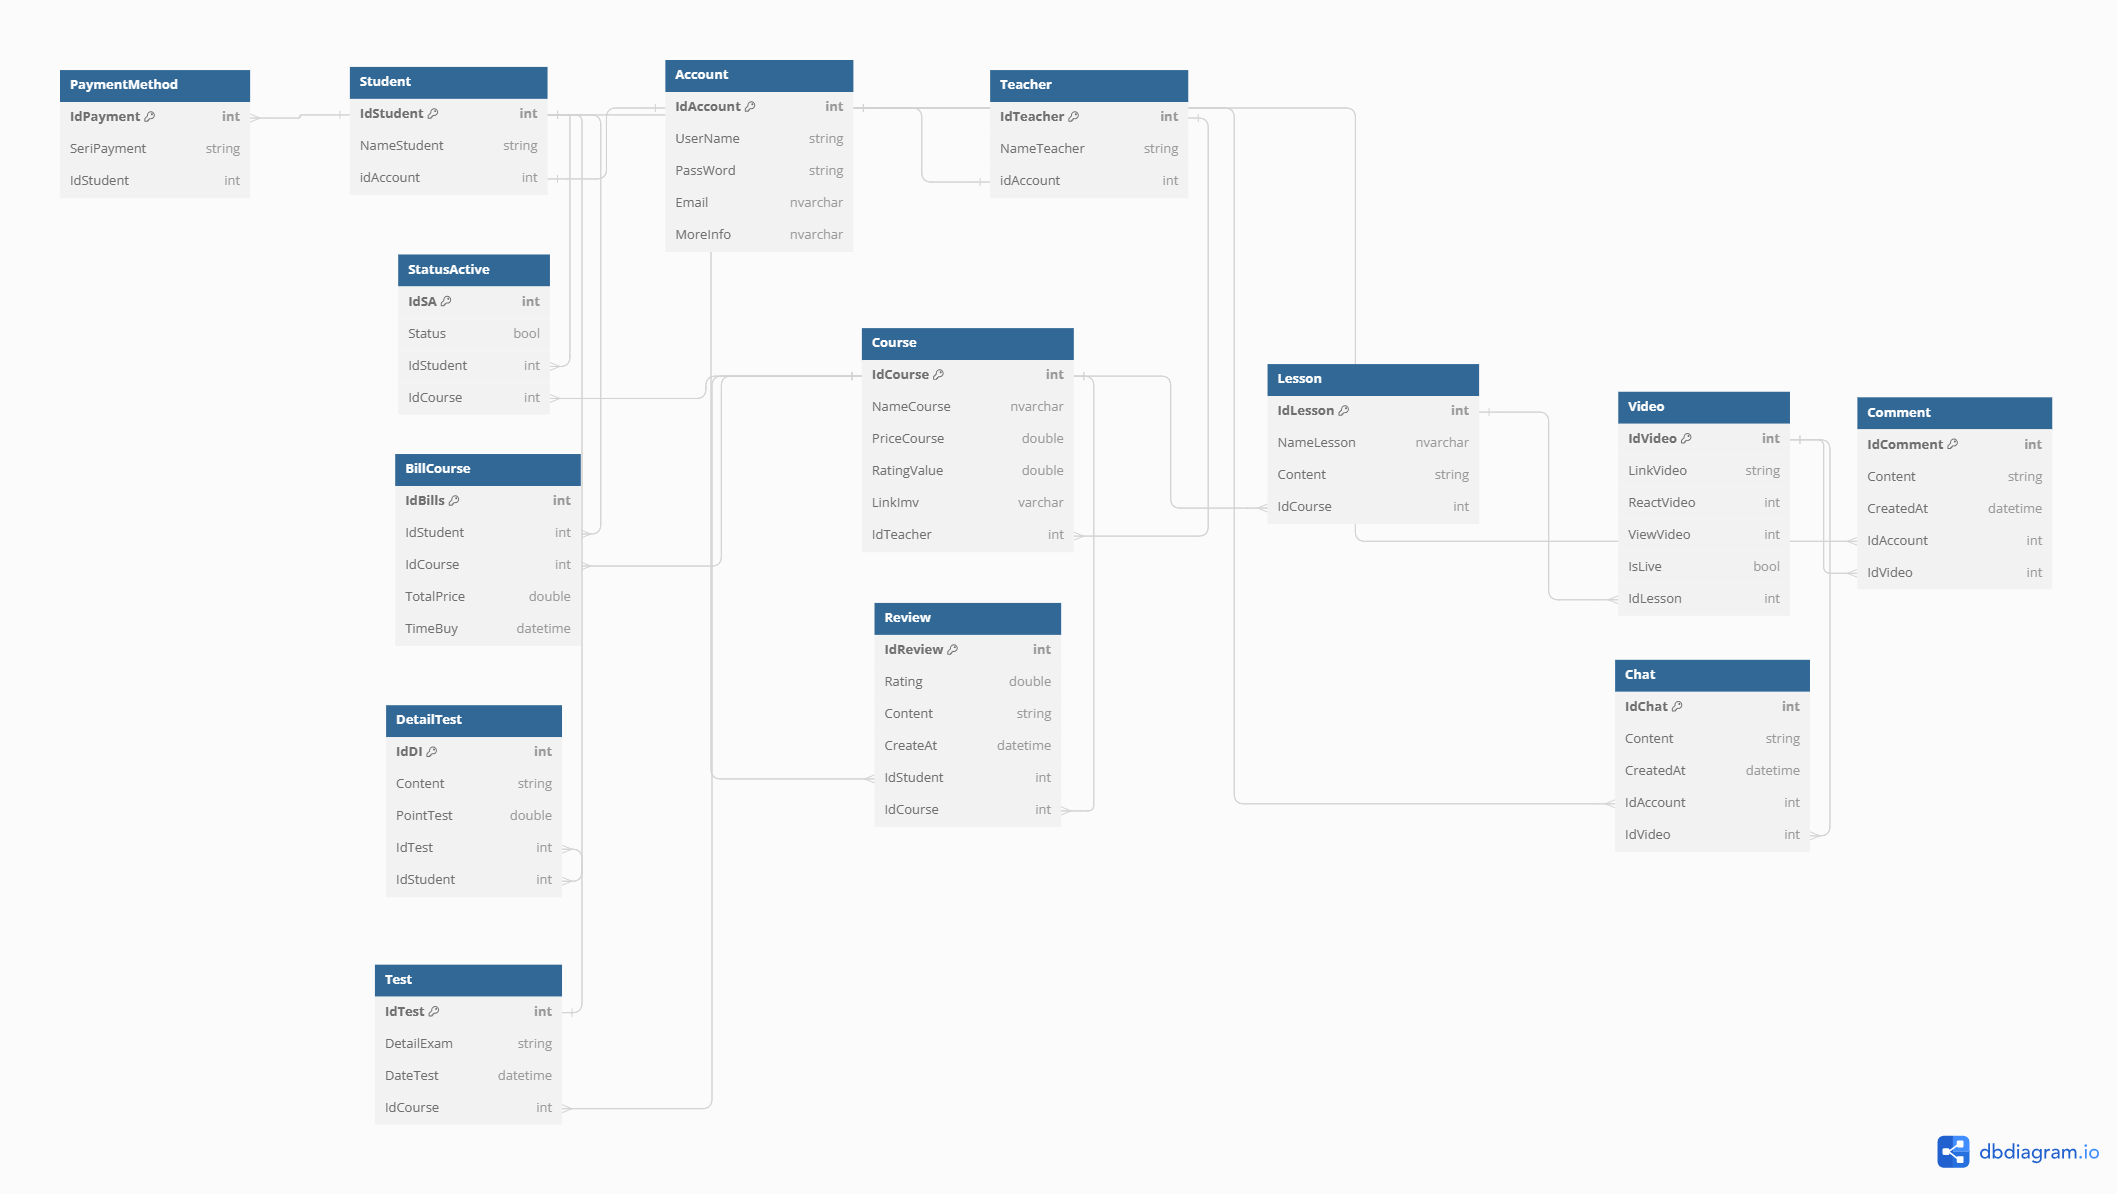 PaymentMethod
IdPayment int
SeriPayment string
IdStudent int
Student
IdStudent int
NameStudent string
idAccount int
Account
IdAccount int
UserName string
PassWord string
Email nvarchar
MoreInfo nvarchar
Teacher
IdTeacher int
NameTeacher string
idAccount int
StatusActive
IdSA int
Status bool
IdStudent int
IdCourse int
Course
IdCourse int
NameCourse nvarchar
PriceCourse double
RatingValue double
LinkImv varchar
IdTeacher int
Lesson
IdLesson int
NameLesson nvarchar
Content string
IdCourse int
Video
IdVideo int
LinkVideo string
ReactVideo int
ViewVideo int
IsLive bool
IdLesson int
Comment
IdComment int
Content string
CreatedAt datetime
IdAccount int
IdVideo int
BillCourse
IdBills int
IdStudent int
IdCourse int
TotalPrice double
TimeBuy datetime
Review
IdReview int
Rating double
Content string
CreateAt datetime
IdStudent int
IdCourse int
Chat
IdChat int
Content string
CreatedAt datetime
IdAccount int
IdVideo int
DetailTest
IdDI int
Content string
PointTest double
IdTest int
IdStudent int
Test
IdTest int
DetailExam string
DateTest datetime
IdCourse int
dbdiagram.io